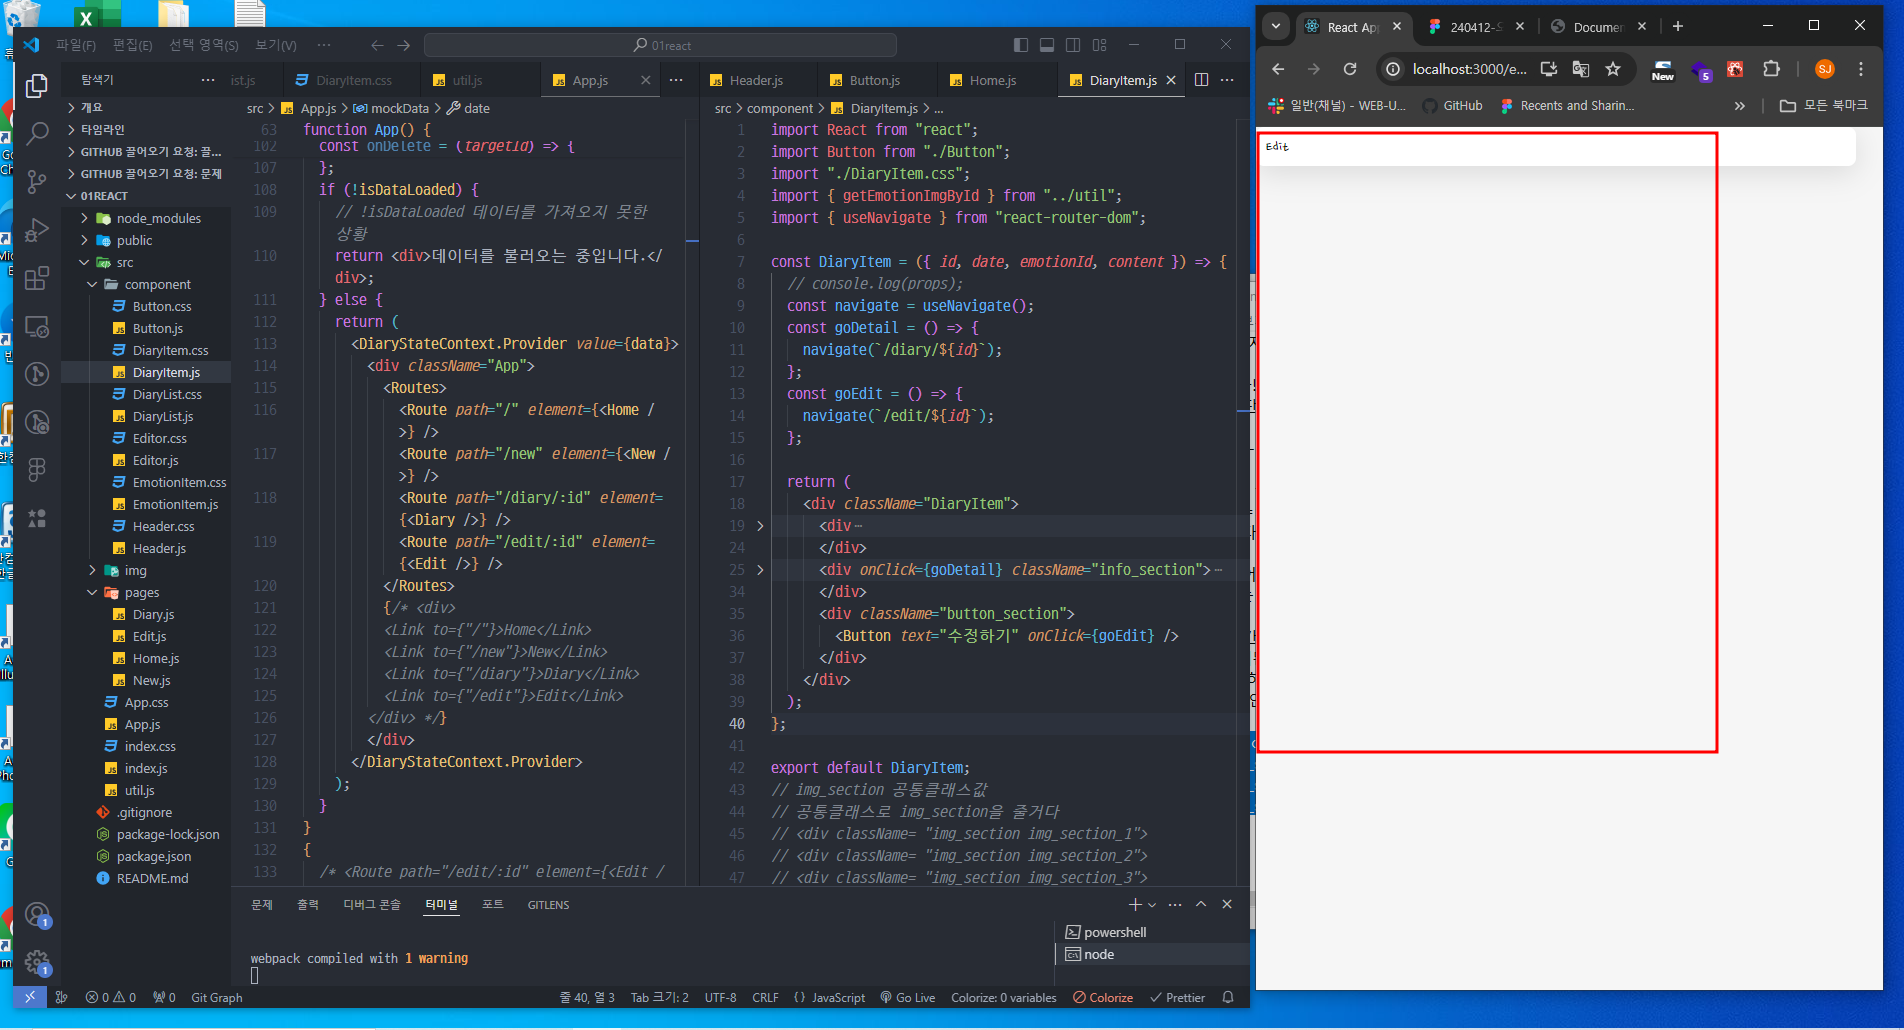 파일(F) 편집(E) 선택 영역(S) 보기(V) ··· 01react
탐색기 ···
개요
타임라인
GITHUB 끌어오기 요청: 끌...
GITHUB 끌어오기 요청: 문제
01REACT
node_modules
public
src
component
Button.css
Button.js
DiaryItem.css
DiaryItem.js
DiaryList.css
DiaryList.js
Editor.css
Editor.js
EmotionItem.css
EmotionItem.js
Header.css
Header.js
img
pages
Diary.js
Edit.js
Home.js
New.js
App.css
App.js
index.css
index.js
util.js
.gitignore
package-lock.json
package.json
README.md
ist.js DiaryItem.css util.js App.js ···
src > App.js > mockData > date
63 function App() {
102 const onDelete = (targetId) => {
107 };
108 if (!isDataLoaded) {
109 // !isDataLoaded 데이터를 가져오지 못한
상황
110 return <div>데이터를 불러오는 중입니다.</
div>;
111 } else {
112 return (
113 <DiaryStateContext.Provider value={data}>
114 <div className="App">
115 <Routes>
116 <Route path="/" element={<Home /
>} />
117 <Route path="/new" element={<New /
>} />
118 <Route path="/diary/:id" element=
{<Diary />} />
119 <Route path="/edit/:id" element=
{<Edit />} />
120 </Routes>
121 {/* <div>
122 <Link to={"/"}>Home</Link>
123 <Link to={"/new"}>New</Link>
124 <Link to={"/diary"}>Diary</Link>
125 <Link to={"/edit"}>Edit</Link>
126 </div> */}
127 </div>
128 </DiaryStateContext.Provider>
129 );
130 }
131 }
132 {
133 /* <Route path="/edit/:id" element={<Edit /
Header.js Button.js Home.js DiaryItem.js ···
src > component > DiaryItem.js > ...
1 import React from "react";
2 import Button from "./Button";
3 import "./DiaryItem.css";
4 import { getEmotionImgById } from "../util";
5 import { useNavigate } from "react-router-dom";
6
7 const DiaryItem = ({ id, date, emotionId, content }) => {
8 // console.log(props);
9 const navigate = useNavigate();
10 const goDetail = () => {
11 navigate(`/diary/${id}`);
12 };
13 const goEdit = () => {
14 navigate(`/edit/${id}`);
15 };
16
17 return (
18 <div className="DiaryItem">
19 <div ···
24 </div>
25 <div onClick={goDetail} className="info_section"> ···
34 </div>
35 <div className="button_section">
36 <Button text="수정하기" onClick={goEdit} />
37 </div>
38 </div>
39 );
40 };
41
42 export default DiaryItem;
43 // img_section 공통클래스값
44 // 공통클래스로 img_section을 줄거다
45 // <div className= "img_section img_section_1">
46 // <div className= "img_section img_section_2">
47 // <div className= "img_section img_section_3">
문제 출력 디버그 콘솔 터미널 포트 GITLENS
webpack compiled with 1 warning
powershell
node
0 0 0 Git Graph 줄 40, 열 3 Tab 크기: 2 UTF-8 CRLF {} JavaScript Go Live Colorize: 0 variables Colorize Prettier
1
1
React Ap 240412- Documen
localhost:3000/e... New 5 SJ
일반(채널) - WEB-U... GitHub Recents and Sharin... » 모든 북마크
Edit